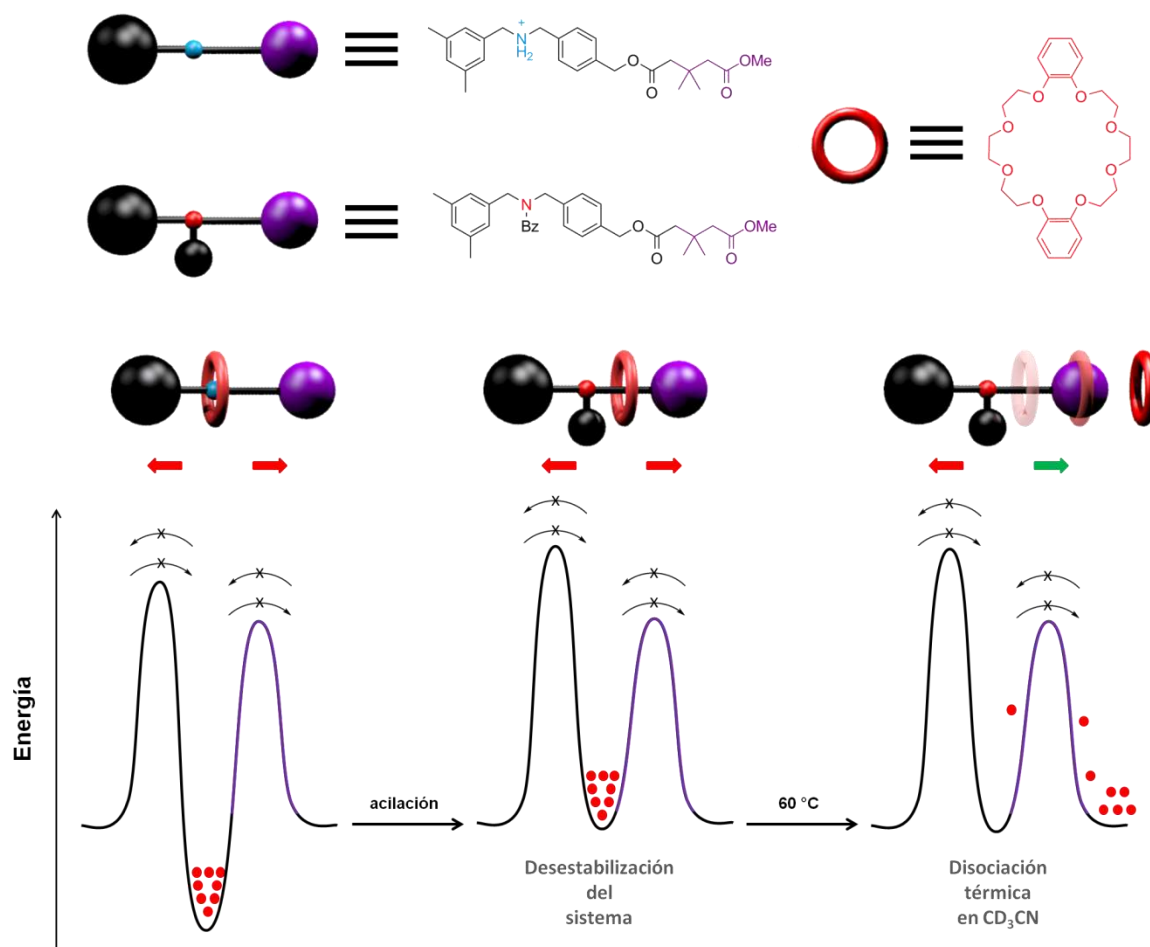 +
N
H2
O
O
OMe
O
O
O
O
O
O
O
O
O
N
Bz
O
O
OMe
O
X
X
X
X
X
X
X
X
X
X
X
X
Energía
acilación
60 °C
Desestabilización
del
sistema
Disociación
térmica
en CD3CN